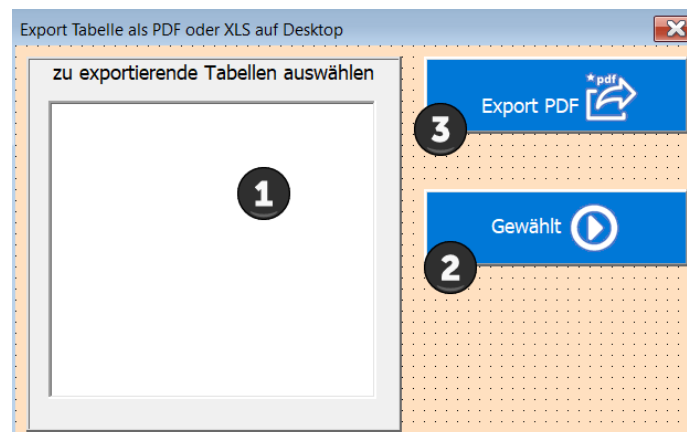 Export Tabelle als PDF oder XLS auf Desktop
zu exportierende Tabellen auswählen
1
*pdf
Export PDF
3
Gewählt
2